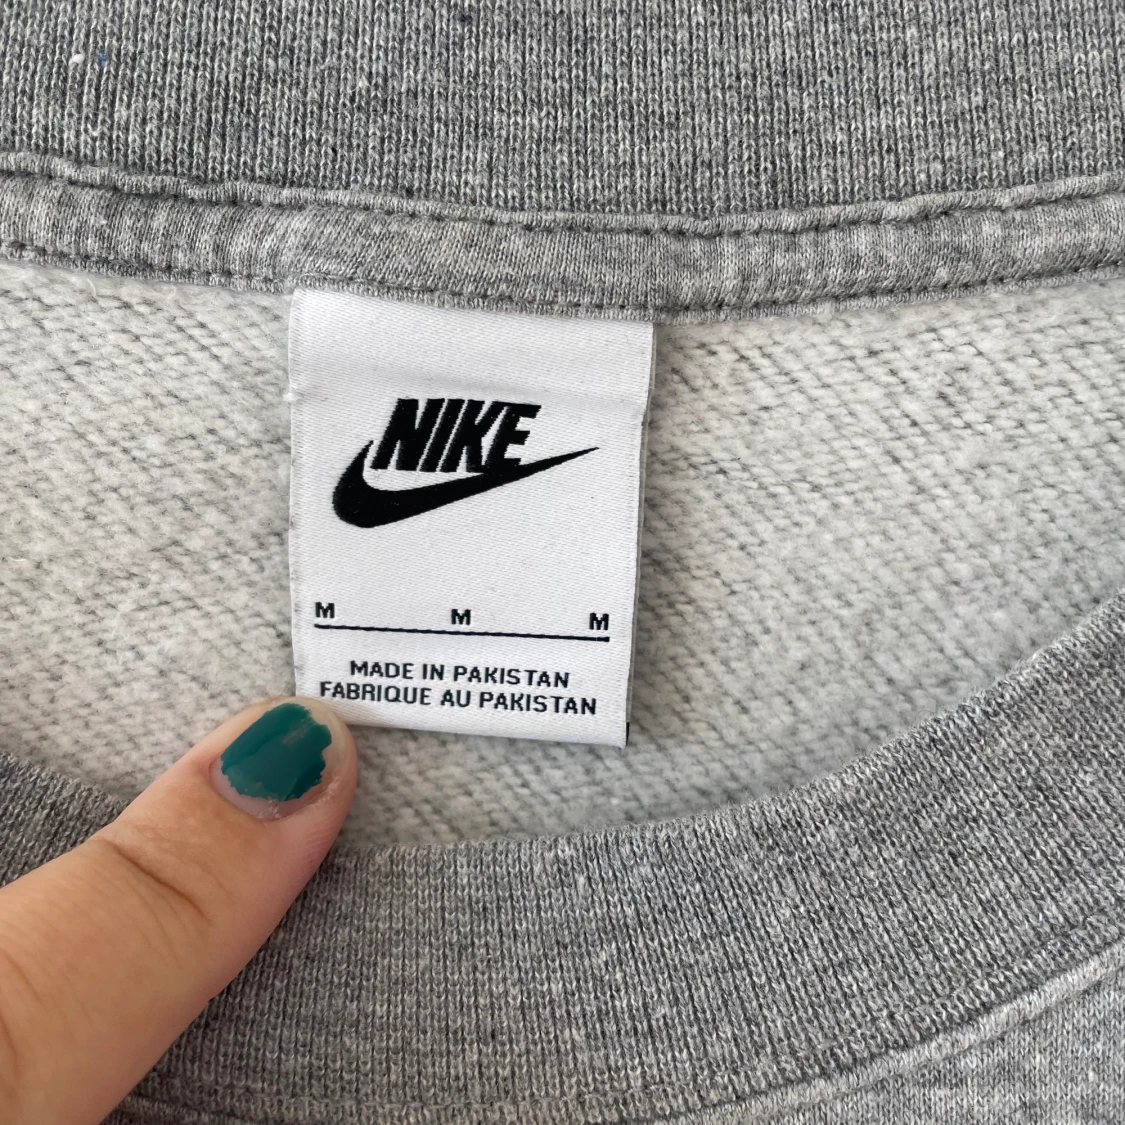 NIKE
M M M
MADE IN PAKISTAN
FABRIQUE AU PAKISTAN